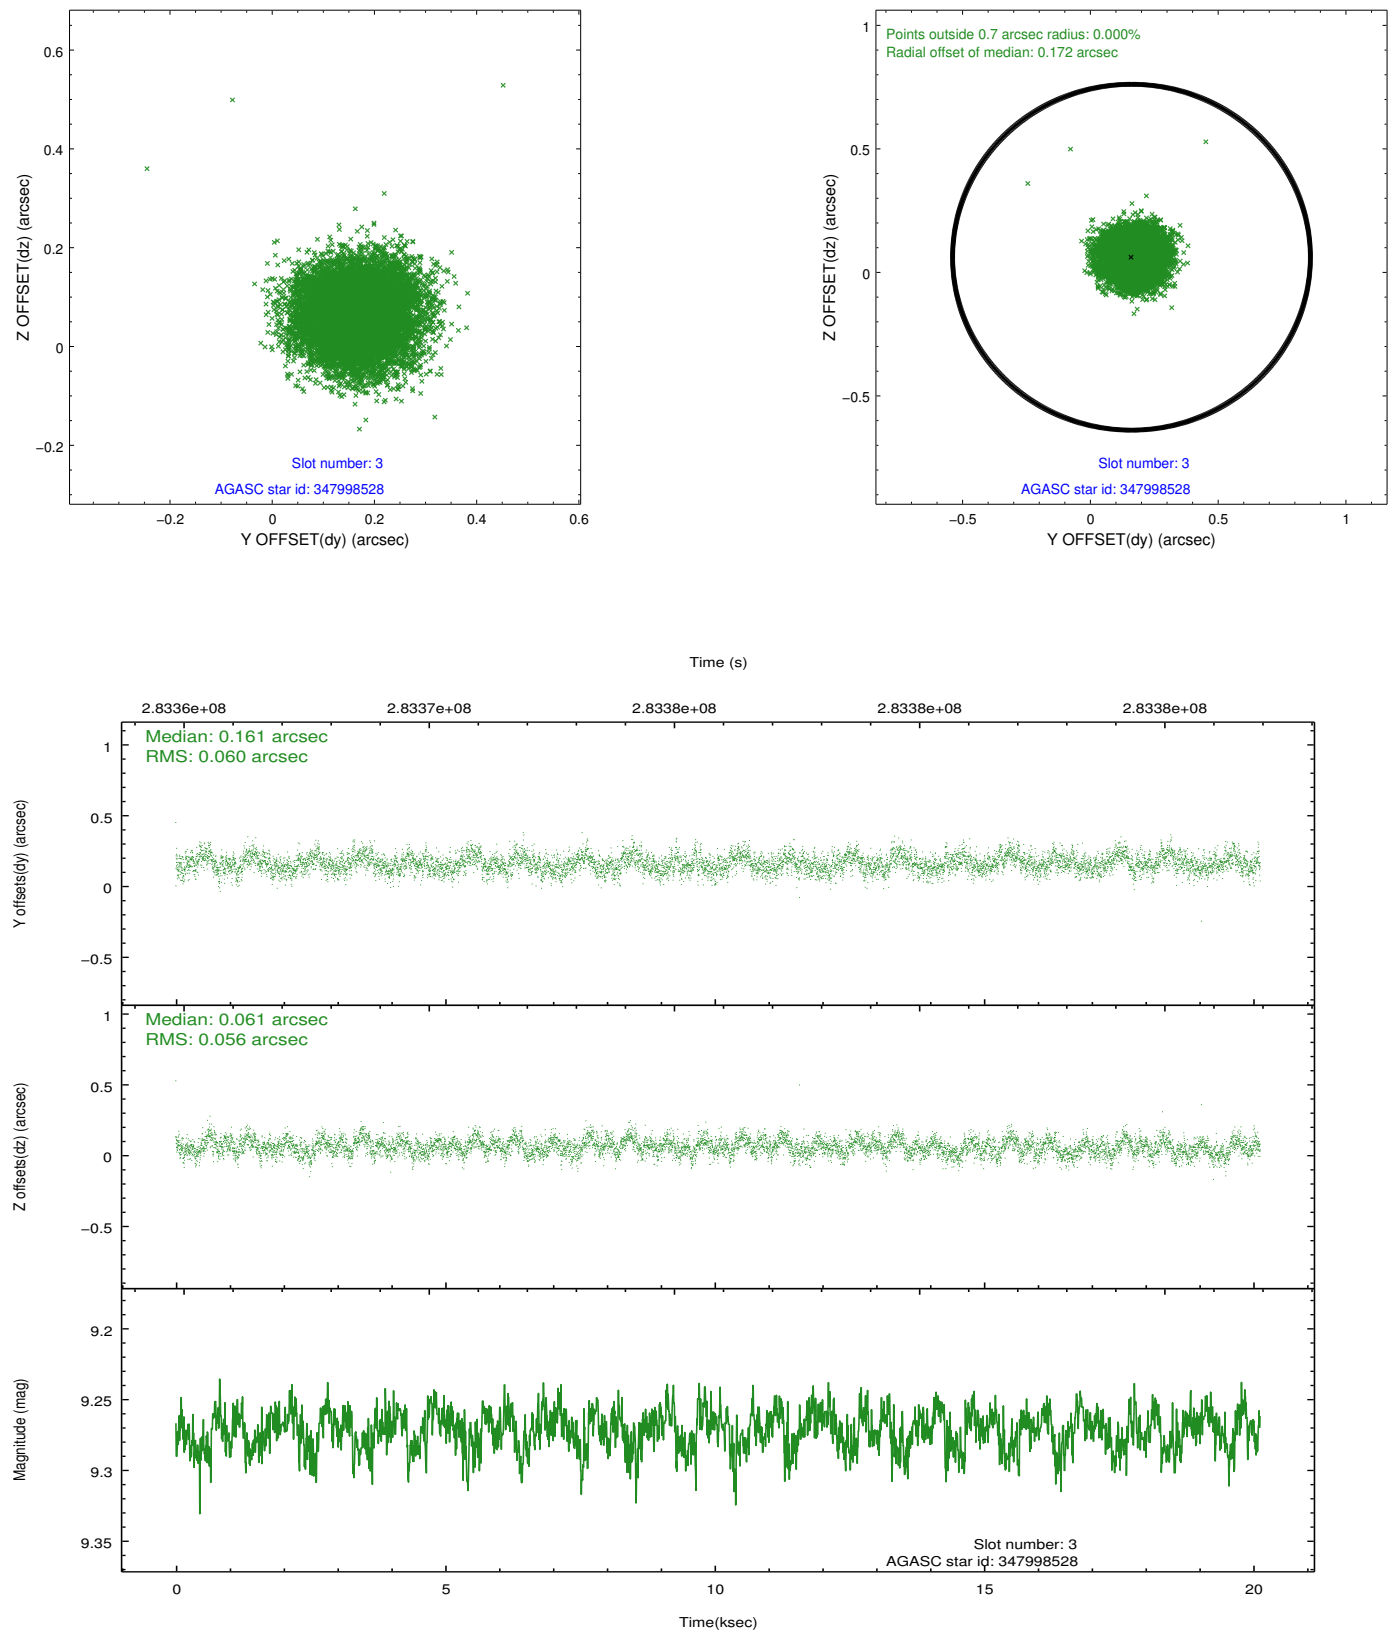 0.6
0.4
0.2
0
−0.2
Z OFFSET(dz) (arcsec)
Slot number: 3
AGASC star id: 347998528
−0.2 0 0.2 0.4 0.6
Y OFFSET(dy) (arcsec)
Points outside 0.7 arcsec radius: 0.000%
Radial offset of median: 0.172 arcsec
1
0.5
0
−0.5
Z OFFSET(dz) (arcsec)
Slot number: 3
AGASC star id: 347998528
−0.5 0 0.5 1
Y OFFSET(dy) (arcsec)
Time (s)
2.8336e+08 2.8337e+08 2.8338e+08 2.8338e+08 2.8338e+08
Median: 0.161 arcsec
RMS: 0.060 arcsec
1
0.5
0
−0.5
Y offsets(dy) (arcsec)
Median: 0.061 arcsec
RMS: 0.056 arcsec
1
0.5
0
−0.5
Z offsets(dz) (arcsec)
9.2
9.25
9.3
9.35
Magnitude (mag)
Slot number: 3
AGASC star id: 347998528
0 5 10 15 20
Time(ksec)